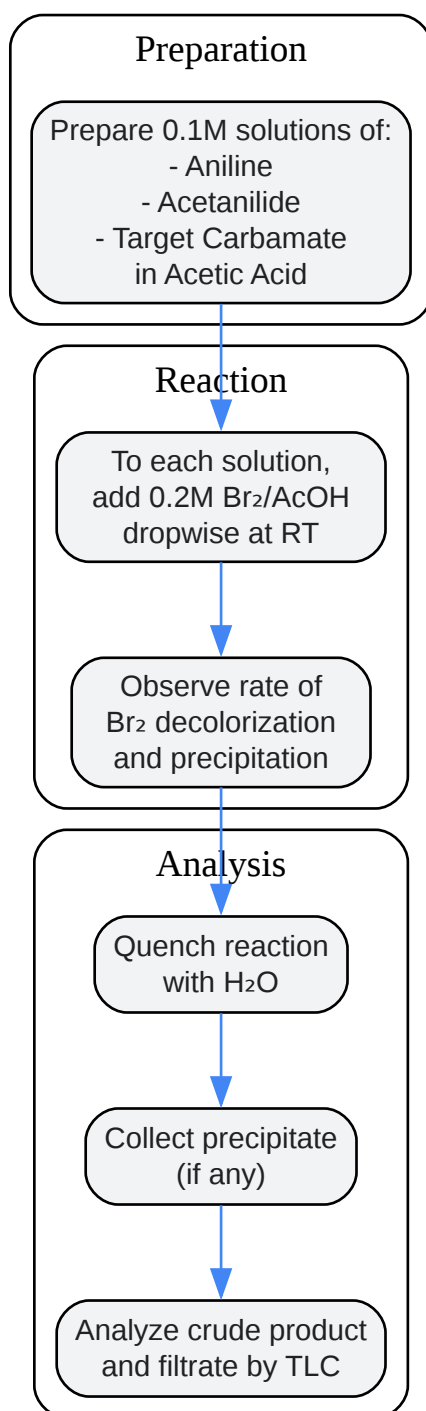 Preparation
Prepare 0.1M solutions of:
- Aniline
- Acetanilide
- Target Carbamate
in Acetic Acid
Reaction
To each solution,
add 0.2M Br₂/AcOH
dropwise at RT
Observe rate of
Br₂ decolorization
and precipitation
Analysis
Quench reaction
with H₂O
Collect precipitate
(if any)
Analyze crude product
and filtrate by TLC